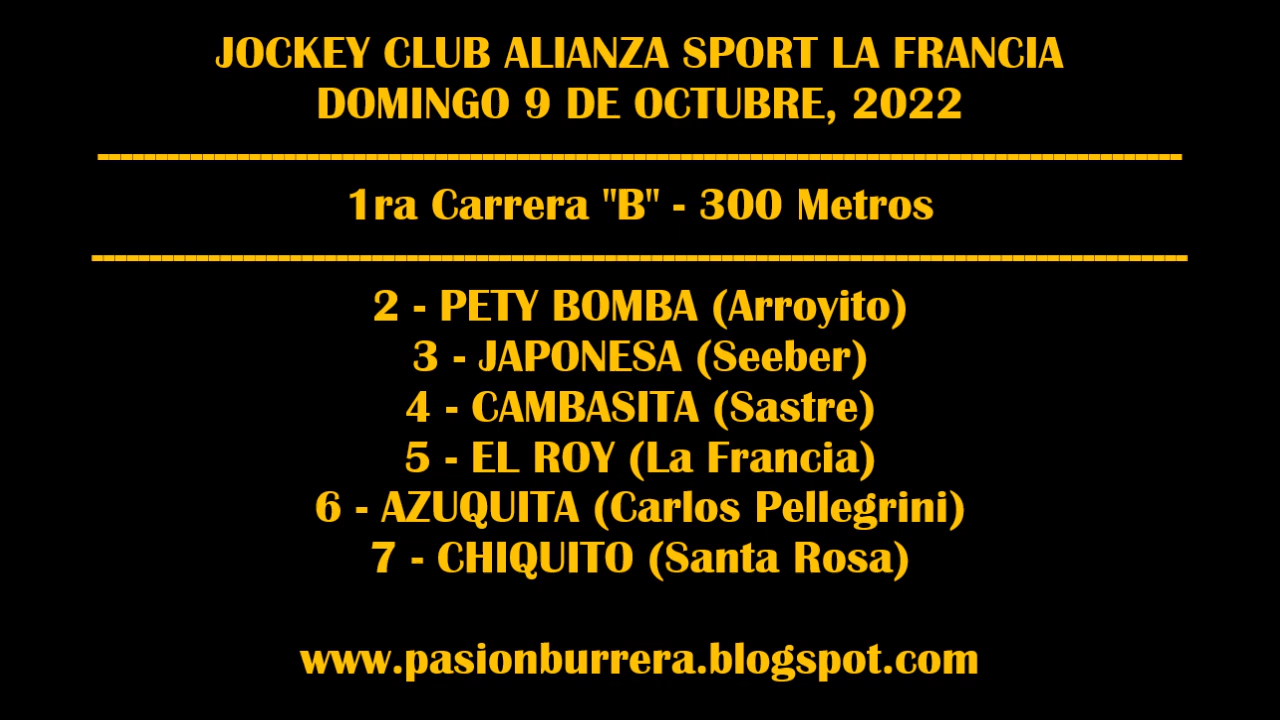 JOCKEY CLUB ALIANZA SPORT LA FRANCIA
DOMINGO 9 DE OCTUBRE, 2022
1ra Carrera "B" - 300 Metros
2 - PETY BOMBA (Arroyito)
3 - JAPONESA (Seeber)
4 - CAMBASITA (Sastre)
5 - EL ROY (La Francia)
6 - AZUQUITA (Carlos Pellegrini)
7 - CHIQUITO (Santa Rosa)
www.pasionburrera.blogspot.com